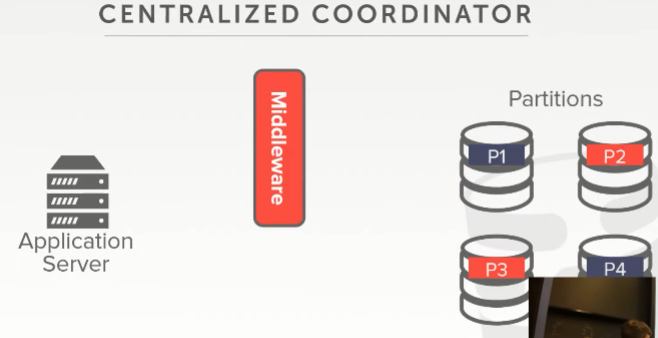 CENTRALIZED COORDINATOR
Middleware
Partitions
P1
P2
Application
Server
P3
P4